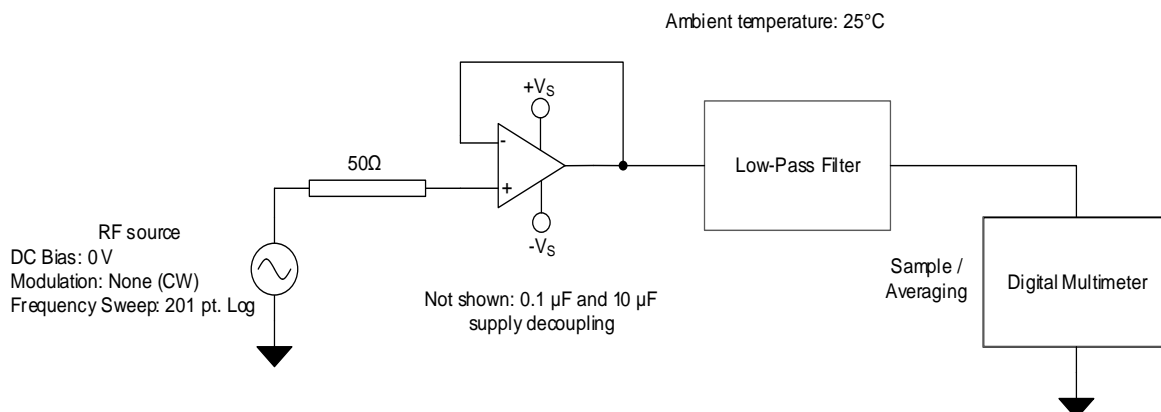 Ambient temperature: 25°C
+VS
-
50Ω
+
-VS
Low-Pass Filter
RF source
DC Bias: 0 V
Modulation: None (CW)
Frequency Sweep: 201 pt. Log
Not shown: 0.1 µF and 10 µF
supply decoupling
Sample /
Averaging
Digital Multimeter